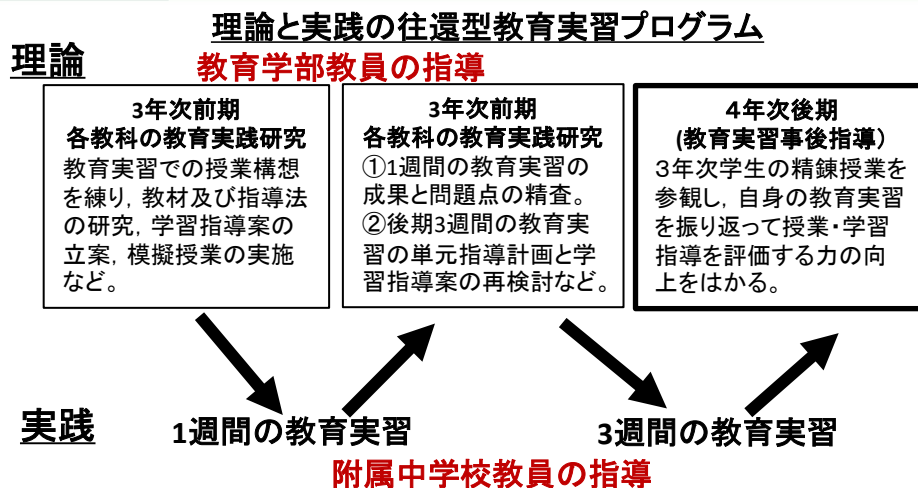 理論と実践の往還型教育実習プログラム
理論
教育学部教員の指導
3年次前期
各教科の教育実践研究
教育実習での授業構想
を練り，教材及び指導法
の研究，学習指導案の
立案，模擬授業の実施
など。
3年次前期
各教科の教育実践研究
①1週間の教育実習の
成果と問題点の精査。
②後期3週間の教育実
習の単元指導計画と学
習指導案の再検討など。
４年次後期
(教育実習事後指導）
３年次学生の精錬授業を
参観し，自身の教育実習
を振り返って授業・学習
指導を評価する力の向
上をはかる。
実践
1週間の教育実習
3週間の教育実習
附属中学校教員の指導